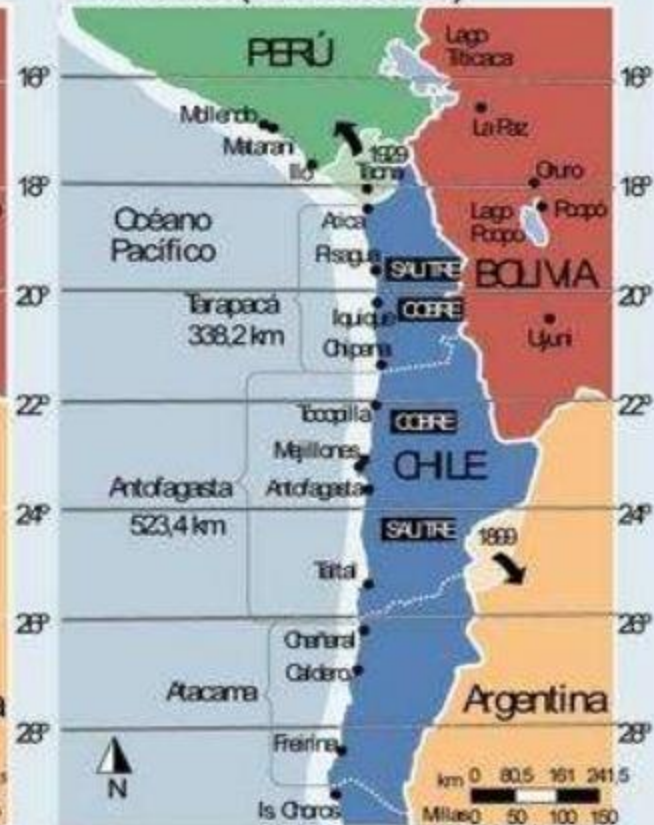 PERÚ
Lago
Titicaca
16º
16º
Mollendo
La Paz
Matarani
1929
Ilo
Tacna
Oruro
18º
18º
Océano
Pacífico
Arica
Lago
Poopó
Poopó
Pisagua
SALITRE
BOLIVIA
20º
20º
Tarapacá
338,2 km
Iquique
COBRE
Ujuni
Chipana
22º
22º
Tocopilla
COBRE
Mejillones
CHILE
Antofagasta
523,4 km
Antofagasta
24º
24º
SALITRE
1899
Taltal
26º
26º
Chañaral
Caldera
Atacama
Argentina
28º
28º
Freirina
N
km 0 80,5 161 241,5
Millas 0 50 100 150
Is. Choros